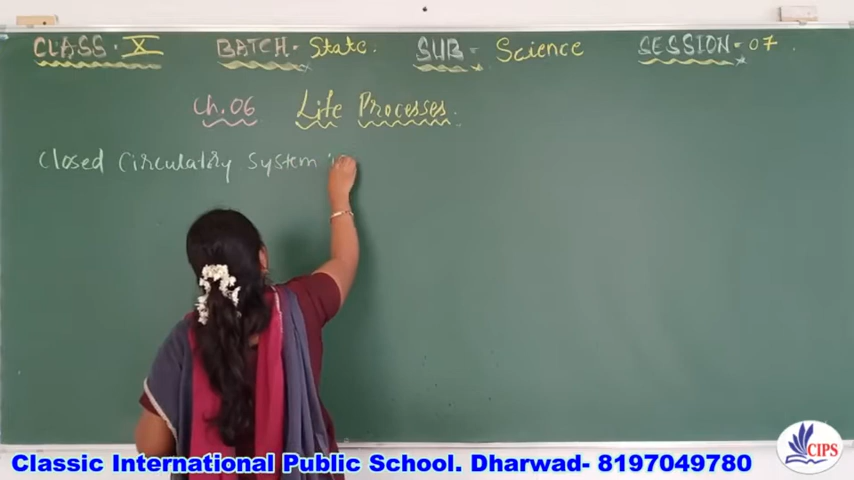 CLASS. X BATCH. State. SUB- Science SESSION- 07.
Ch.06 Life Processes.
Closed Circulatory System
Classic International Public School. Dharwad- 8197049780
CIPS